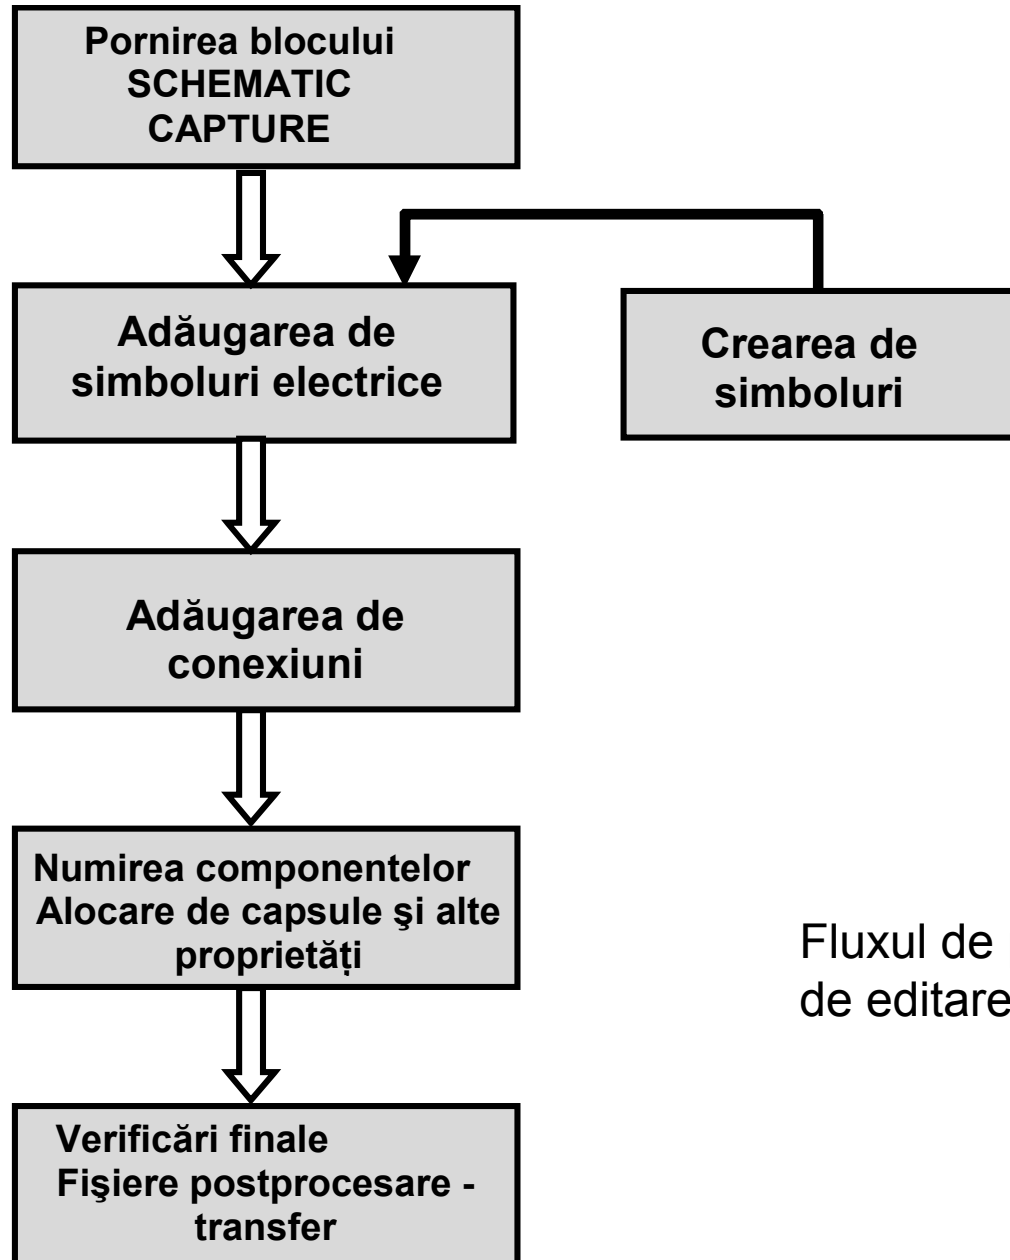 Pornirea blocului
SCHEMATIC
CAPTURE
Adăugarea de
simboluri electrice
Crearea de
simboluri
Adăugarea de
conexiuni
Numirea componentelor
Alocare de capsule şi alte
proprietăți
Fluxul de
de editare
Verificări finale
Fişiere postprocesare -
transfer